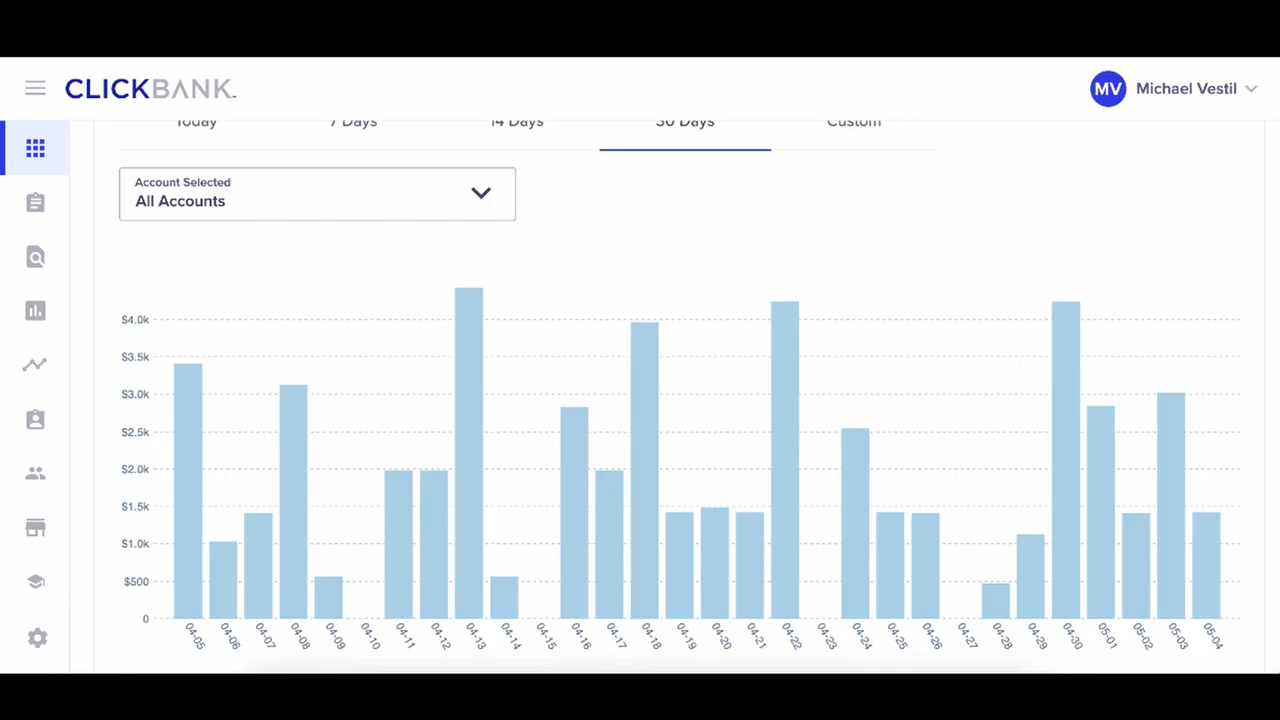 CLICKBANK
MV Michael Vestil
Today 7 Days 14 Days 30 Days Custom
Account Selected
All Accounts
$4.0k
$3.5k
$3.0k
$2.5k
$2.0k
$1.5k
$1.0k
$500
0
04-05 04-06 04-07 04-08 04-09 04-10 04-11 04-12 04-13 04-14 04-15 04-16 04-17 04-18 04-19 04-20 04-21 04-22 04-23 04-24 04-25 04-26 04-27 04-28 04-29 04-30 05-01 05-02 05-03 05-04